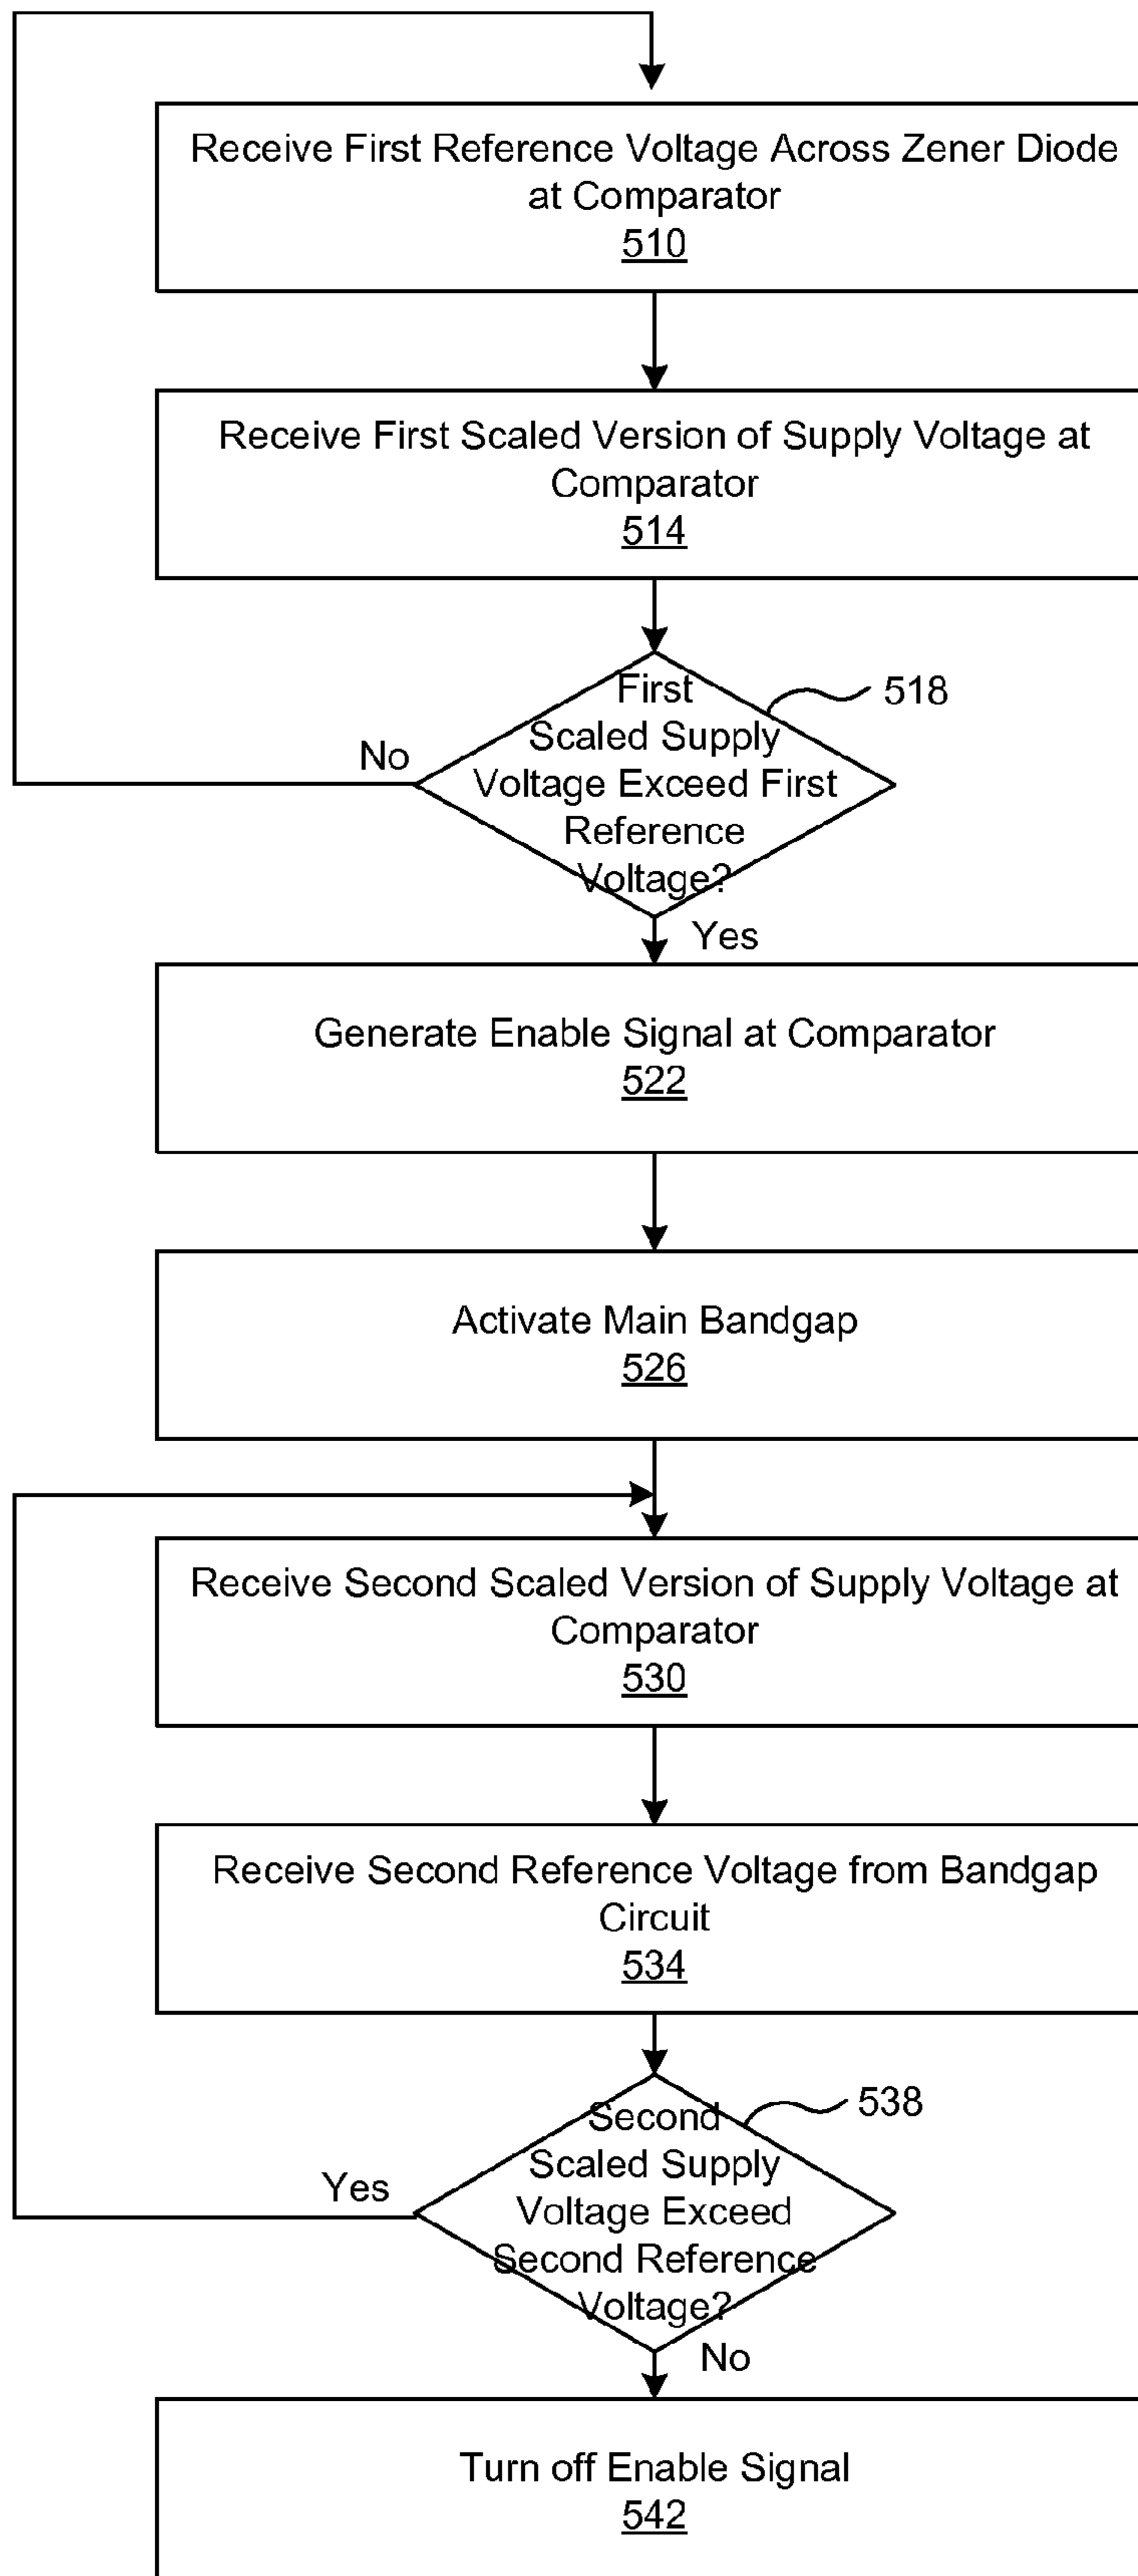 Receive First Reference Voltage Across Zener Diode
at Comparator
510
Receive First Scaled Version of Supply Voltage at
Comparator
514
First
Scaled Supply
Voltage Exceed First
Reference
Voltage?
518
No
Yes
Generate Enable Signal at Comparator
522
Activate Main Bandgap
526
Receive Second Scaled Version of Supply Voltage at
Comparator
530
Receive Second Reference Voltage from Bandgap
Circuit
534
Second
Scaled Supply
Voltage Exceed
Second Reference
Voltage?
538
Yes
No
Turn off Enable Signal
542